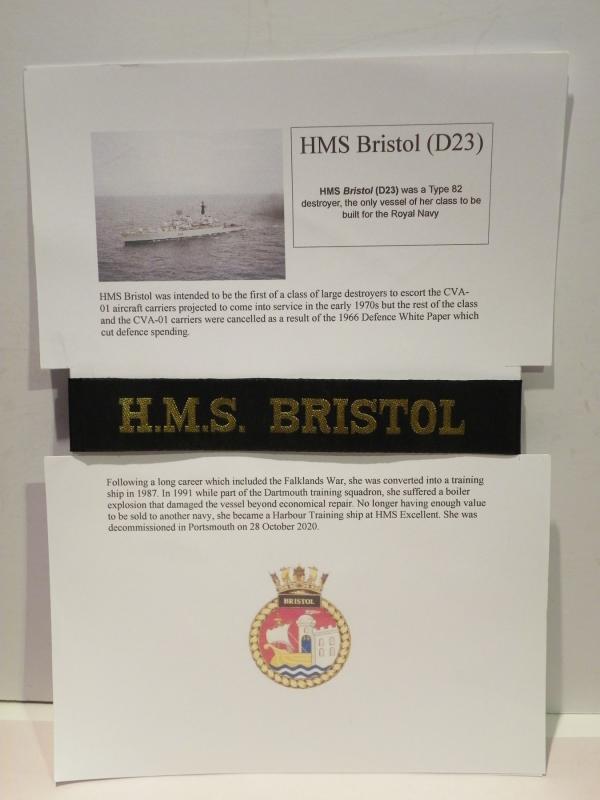 HMS Bristol (D23)
HMS Bristol (D23) was a Type 82
destroyer, the only vessel of her class to be
built for the Royal Navy
HMS Bristol was intended to be the first of a class of large destroyers to escort the CVA-
01 aircraft carriers projected to come into service in the early 1970s but the rest of the class
and the CVA-01 carriers were cancelled as a result of the 1966 Defence White Paper which
cut defence spending.
H.M.S. BRISTOL
Following a long career which included the Falklands War, she was converted into a training
ship in 1987. In 1991 while part of the Dartmouth training squadron, she suffered a boiler
explosion that damaged the vessel beyond economical repair. No longer having enough value
to be sold to another navy, she became a Harbour Training ship at HMS Excellent. She was
decommissioned in Portsmouth on 28 October 2020.
BRISTOL